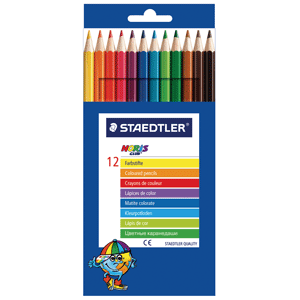 STAEDTLER
NORIS
CLUB
12
Farbstifte
Coloured pencils
Crayons de couleur
Lápices de color
Matite colorate
Kleurpotloden
Lápis de cor
Цветные карандаши
CE
STAEDTLER QUALITY